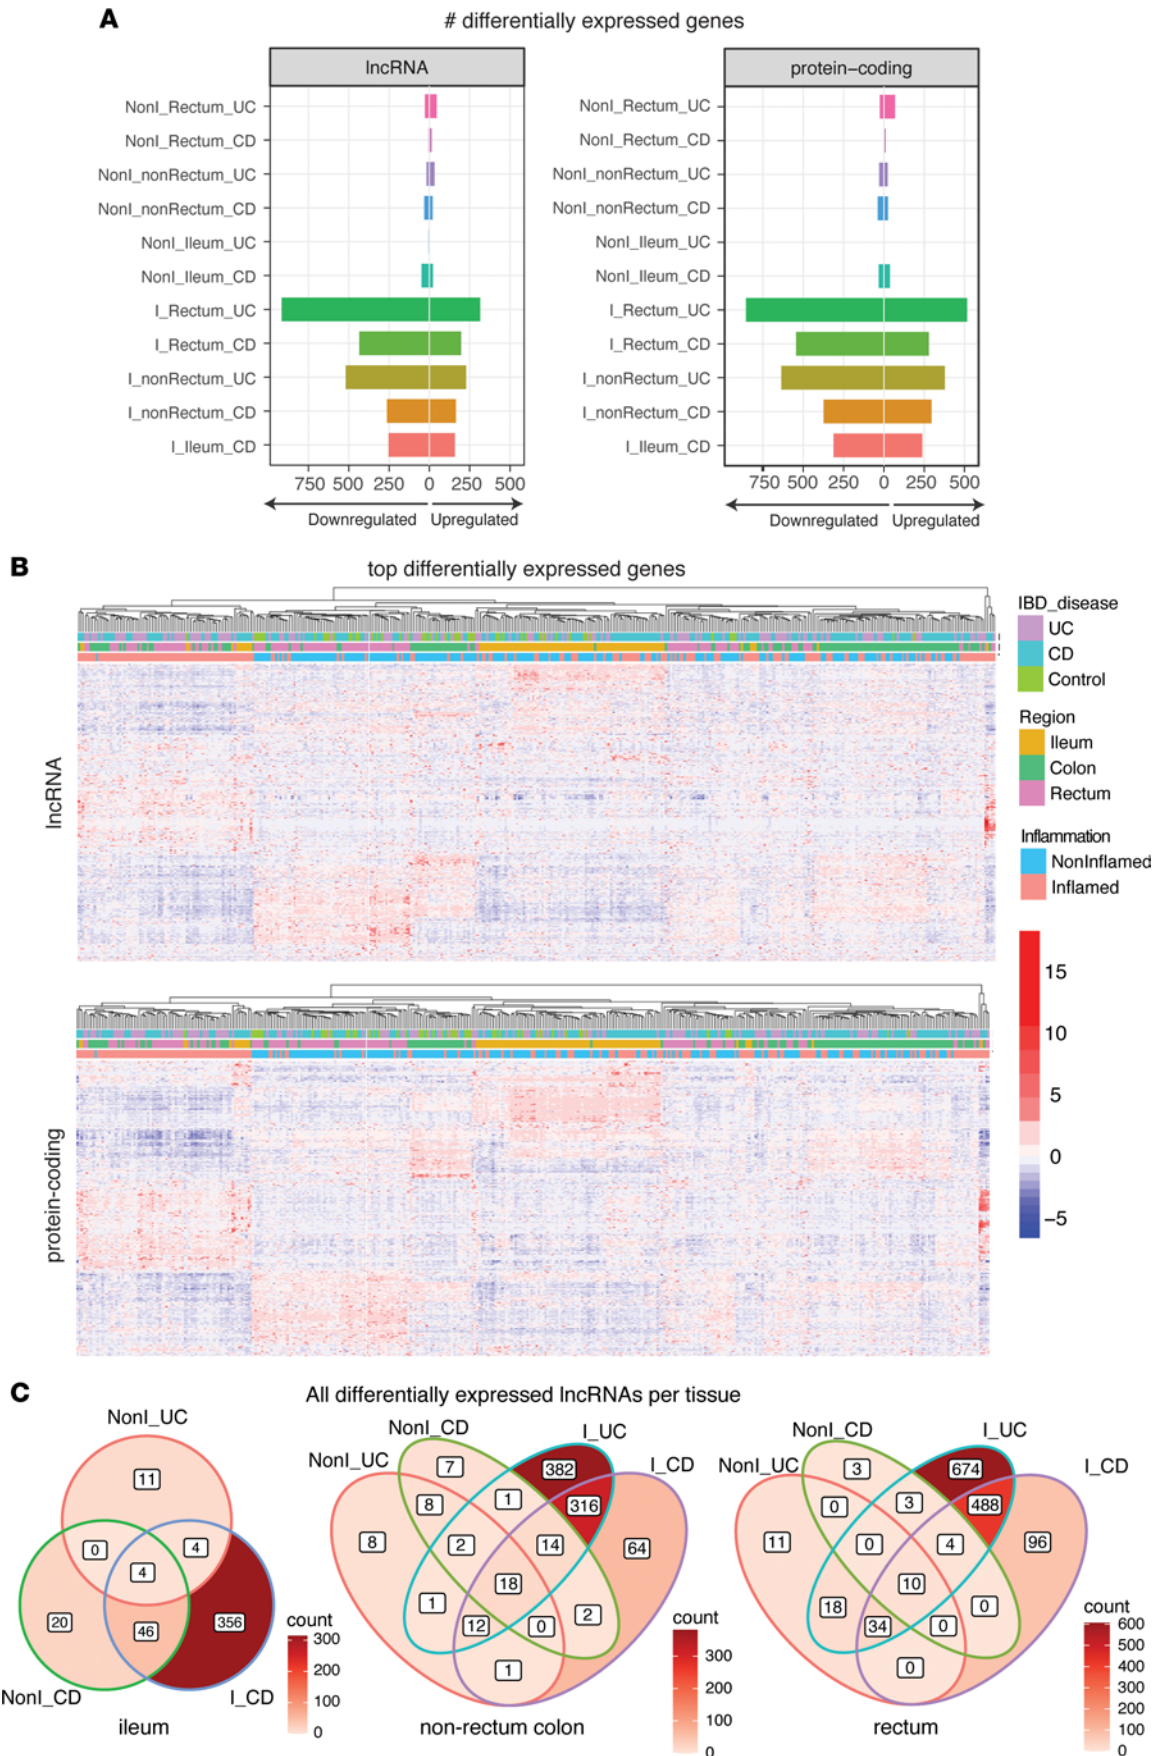 A
# differentially expressed genes
lncRNA
NonI_Rectum_UC
NonI_Rectum_CD
NonI_nonRectum_UC
NonI_nonRectum_CD
NonI_Ileum_UC
NonI_Ileum_CD
I_Rectum_UC
I_Rectum_CD
I_nonRectum_UC
I_nonRectum_CD
I_Ileum_CD
750 500 250 0 250 500
Downregulated Upregulated
protein-coding
NonI_Rectum_UC
NonI_Rectum_CD
NonI_nonRectum_UC
NonI_nonRectum_CD
NonI_Ileum_UC
NonI_Ileum_CD
I_Rectum_UC
I_Rectum_CD
I_nonRectum_UC
I_nonRectum_CD
I_Ileum_CD
750 500 250 0 250 500
Downregulated Upregulated
B
top differentially expressed genes
lncRNA
protein-coding
IBD_disease
UC
CD
Control
Region
Ileum
Colon
Rectum
Inflammation
NonInflamed
Inflamed
15
10
5
0
−5
C
All differentially expressed lncRNAs per tissue
NonI_UC
11
0
4
4
20
46
356
NonI_CD
I_CD
ileum
count
300
200
100
0
NonI_CD
I_UC
NonI_UC
I_CD
7
382
8
1
316
8
2
14
64
18
1
12
0
2
1
non-rectum colon
count
300
200
100
0
NonI_CD
I_UC
NonI_UC
I_CD
3
674
0
3
488
11
0
4
96
10
18
34
0
0
0
rectum
count
600
500
400
300
200
100
0